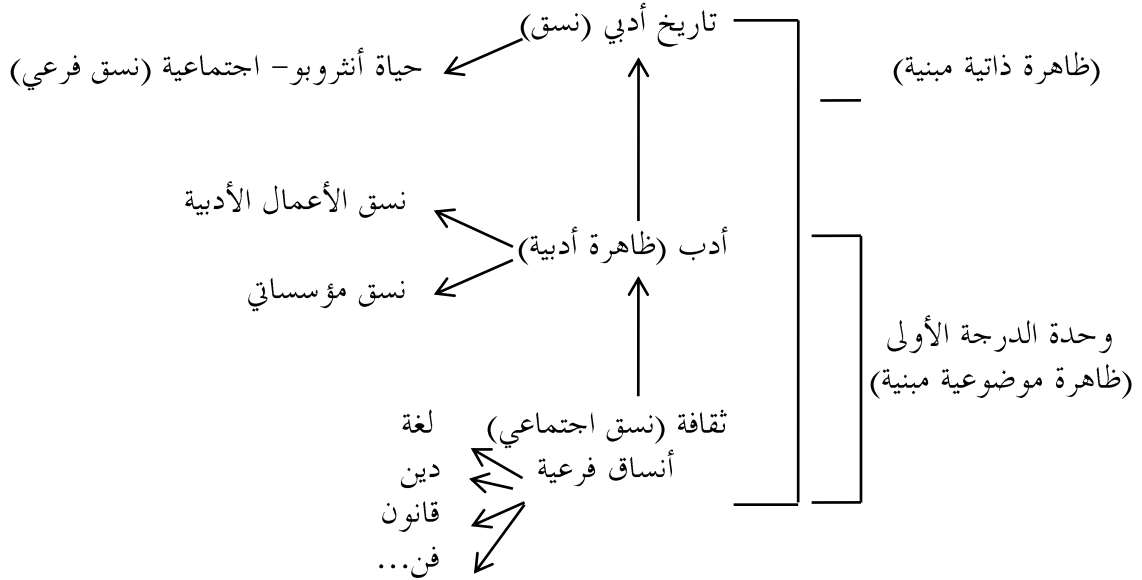 تاريخ أدبي (نسق)
حياة أنثروبو- اجتماعية (نسق فرعي)
(ظاهرة ذاتية مبنية)
نسق الأعمال الأدبية
أدب (ظاهرة أدبية)
نسق مؤسساتي
وحدة الدرجة الأولى
(ظاهرة موضوعية مبنية)
ثقافة (نسق اجتماعي)
لغة
أنساق فرعية
دين
قانون
فن...